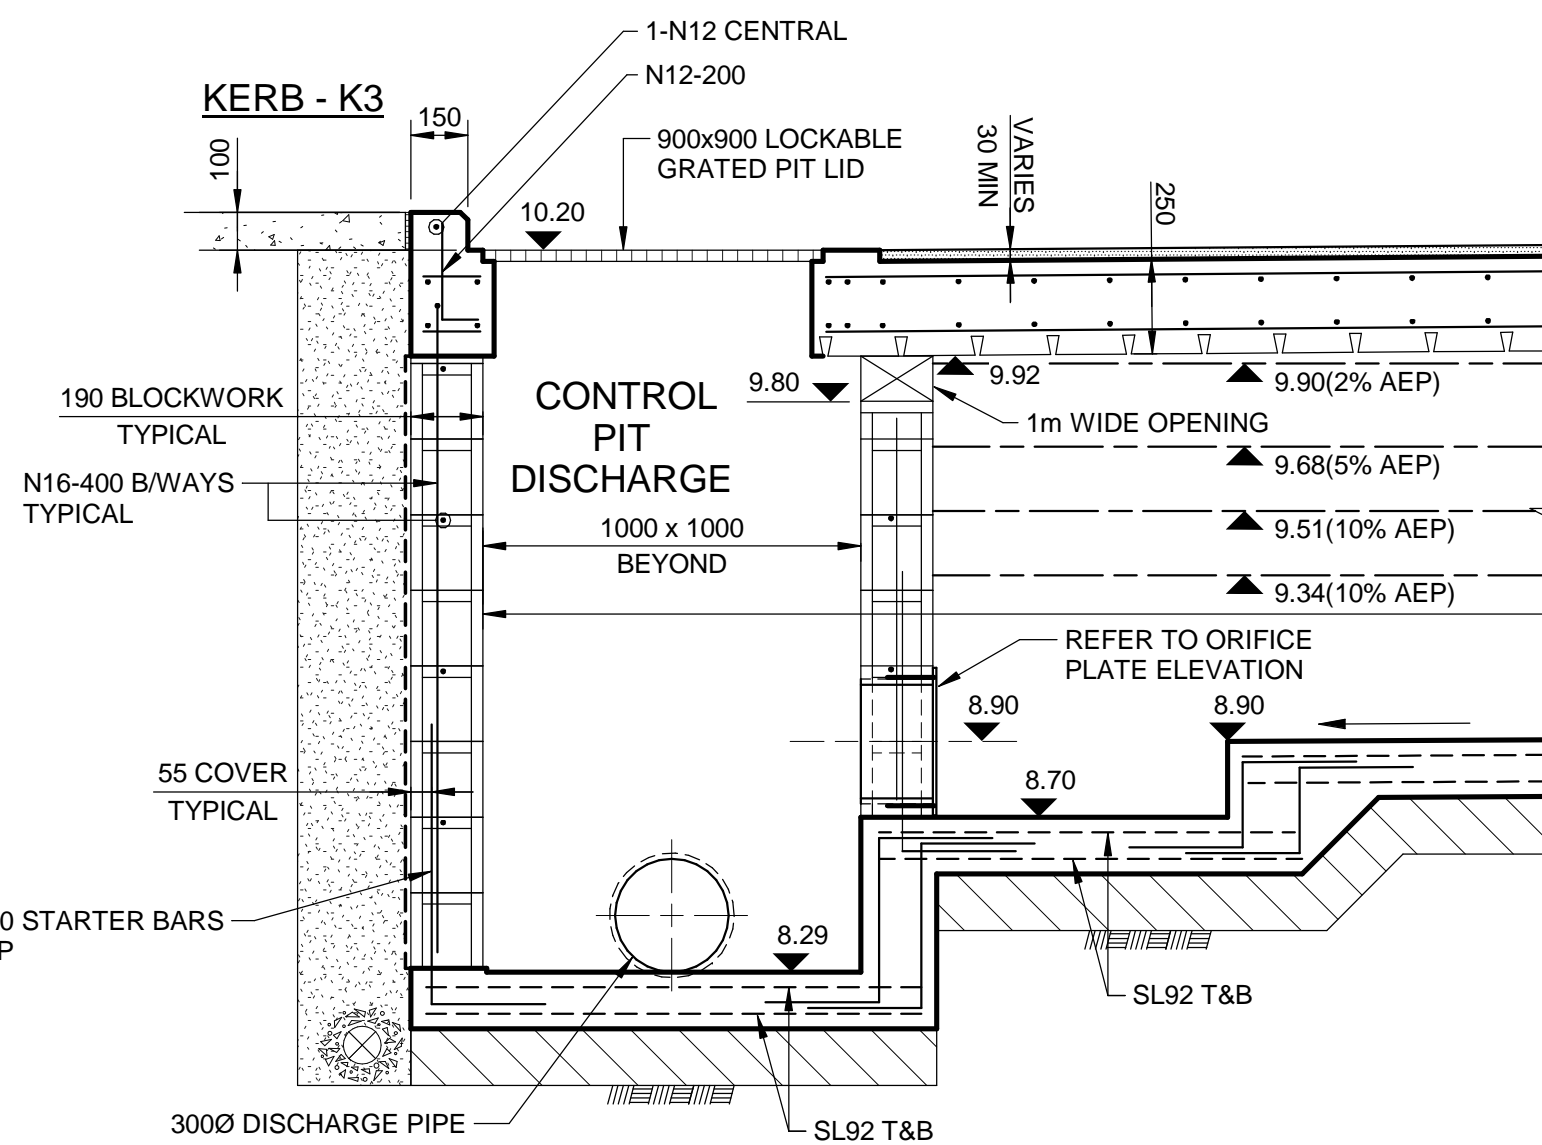 1-N12 CENTRAL
N12-200
KERB - K3
150
100
900x900 LOCKABLE
GRATED PIT LID
VARIES
30 MIN
250
10.20
190 BLOCKWORK
TYPICAL
CONTROL
PIT
DISCHARGE
9.80
9.92
9.90(2% AEP)
1m WIDE OPENING
N16-400 B/WAYS
TYPICAL
9.68(5% AEP)
1000 x 1000
BEYOND
9.51(10% AEP)
9.34(10% AEP)
REFER TO ORIFICE
PLATE ELEVATION
8.90
8.90
55 COVER
TYPICAL
8.70
0 STARTER BARS
P
8.29
SL92 T&B
300Ø DISCHARGE PIPE
SL92 T&B